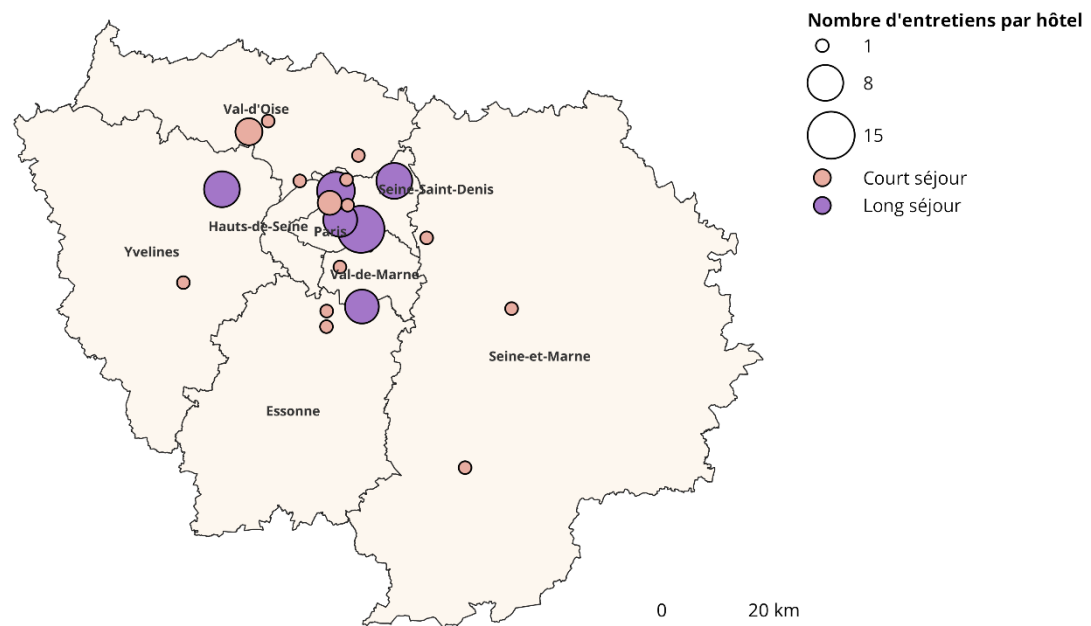 Nombre d'entretiens par hôtel
1
8
15
Court séjour
Long séjour
Val-d'Oise
Seine-Saint-Denis
Hauts-de-Seine
Paris
Yvelines
Val-de-Marne
Seine-et-Marne
Essonne
0 20 km